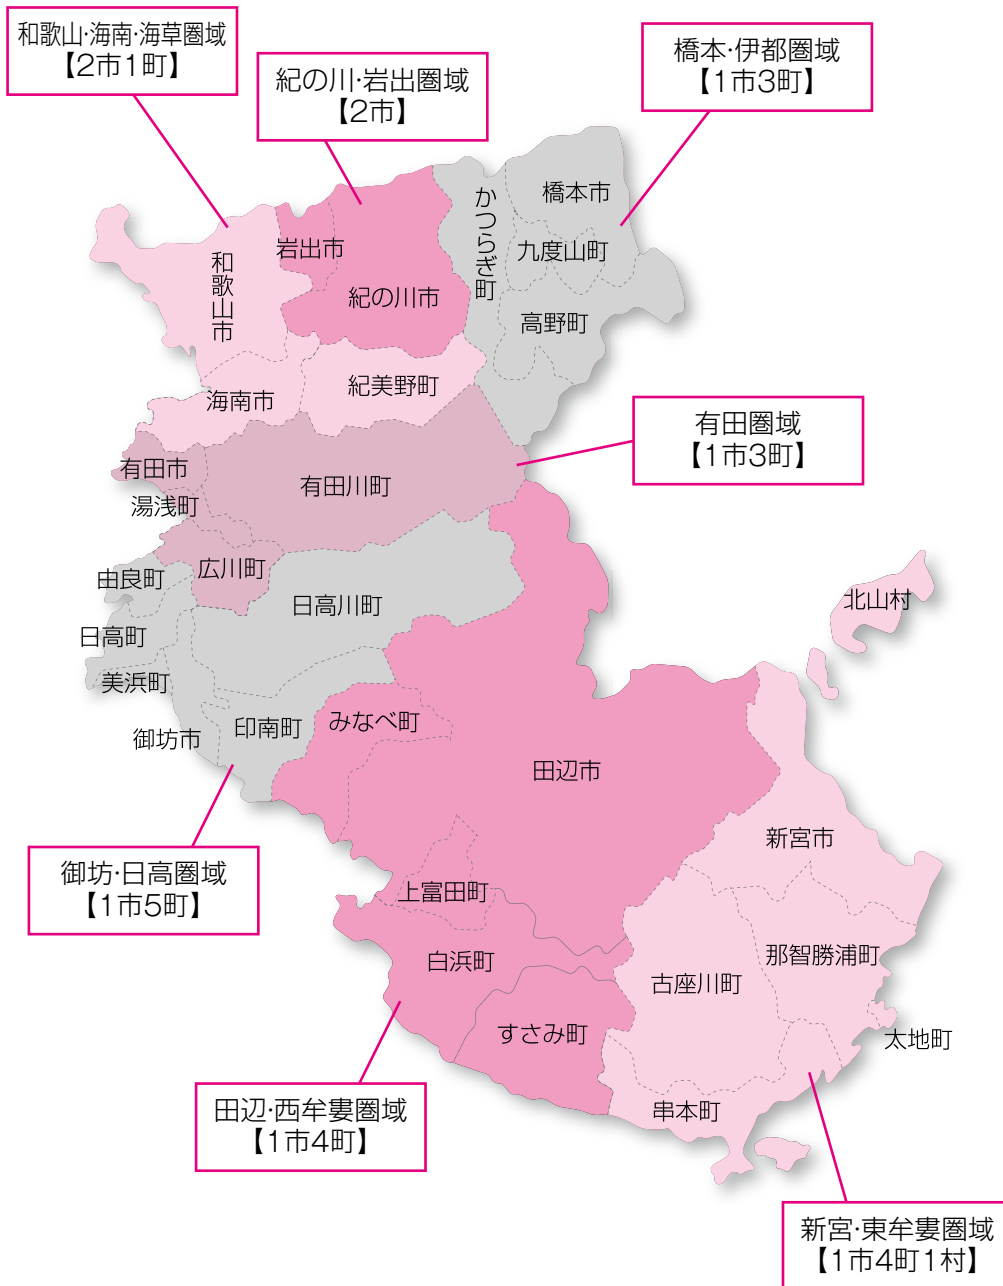 和歌山・海南・海草圏域
【2市1町】
紀の川・岩出圏域
【2市】
橋本・伊都圏域
【1市3町】
橋本市
かつらぎ町
九度山町
岩出市
和歌山市
紀の川市
高野町
紀美野町
海南市
有田圏域
【1市3町】
有田市
有田川町
湯浅町
広川町
由良町
日高川町
北山村
日高町
美浜町
みなべ町
印南町
御坊市
田辺市
新宮市
御坊・日高圏域
【1市5町】
上富田町
白浜町
那智勝浦町
古座川町
すさみ町
太地町
串本町
田辺・西牟婁圏域
【1市4町】
新宮・東牟婁圏域
【1市4町1村】